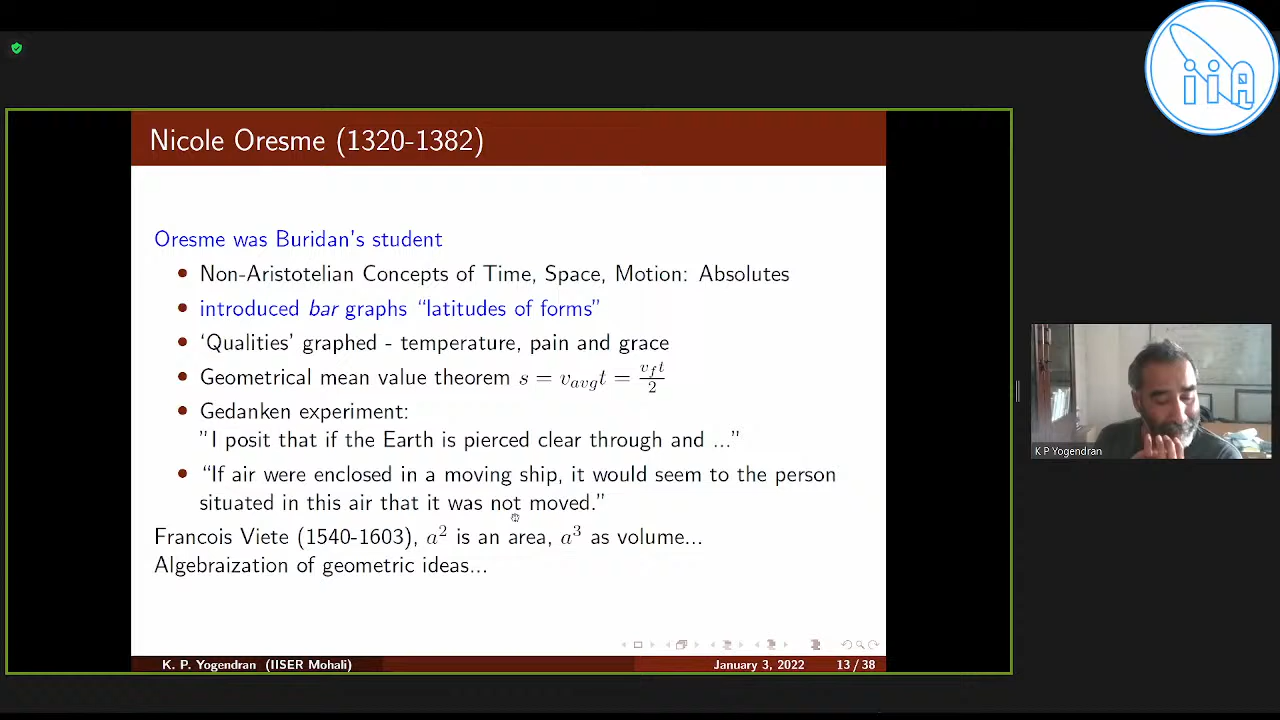 iiA
Nicole Oresme (1320-1382)
Oresme was Buridan's student
• Non-Aristotelian Concepts of Time, Space, Motion: Absolutes
• introduced bar graphs “latitudes of forms”
• ‘Qualities’ graphed - temperature, pain and grace
• Geometrical mean value theorem $s = v_{avg}t = \frac{v_f t}{2}$
• Gedanken experiment:
"I posit that if the Earth is pierced clear through and ..."
• “If air were enclosed in a moving ship, it would seem to the person
situated in this air that it was not moved.”
Francois Viete (1540-1603), $a^2$ is an area, $a^3$ as volume...
Algebraization of geometric ideas...
K P Yogendran
K. P. Yogendran (IISER Mohali) January 3, 2022 13 / 38